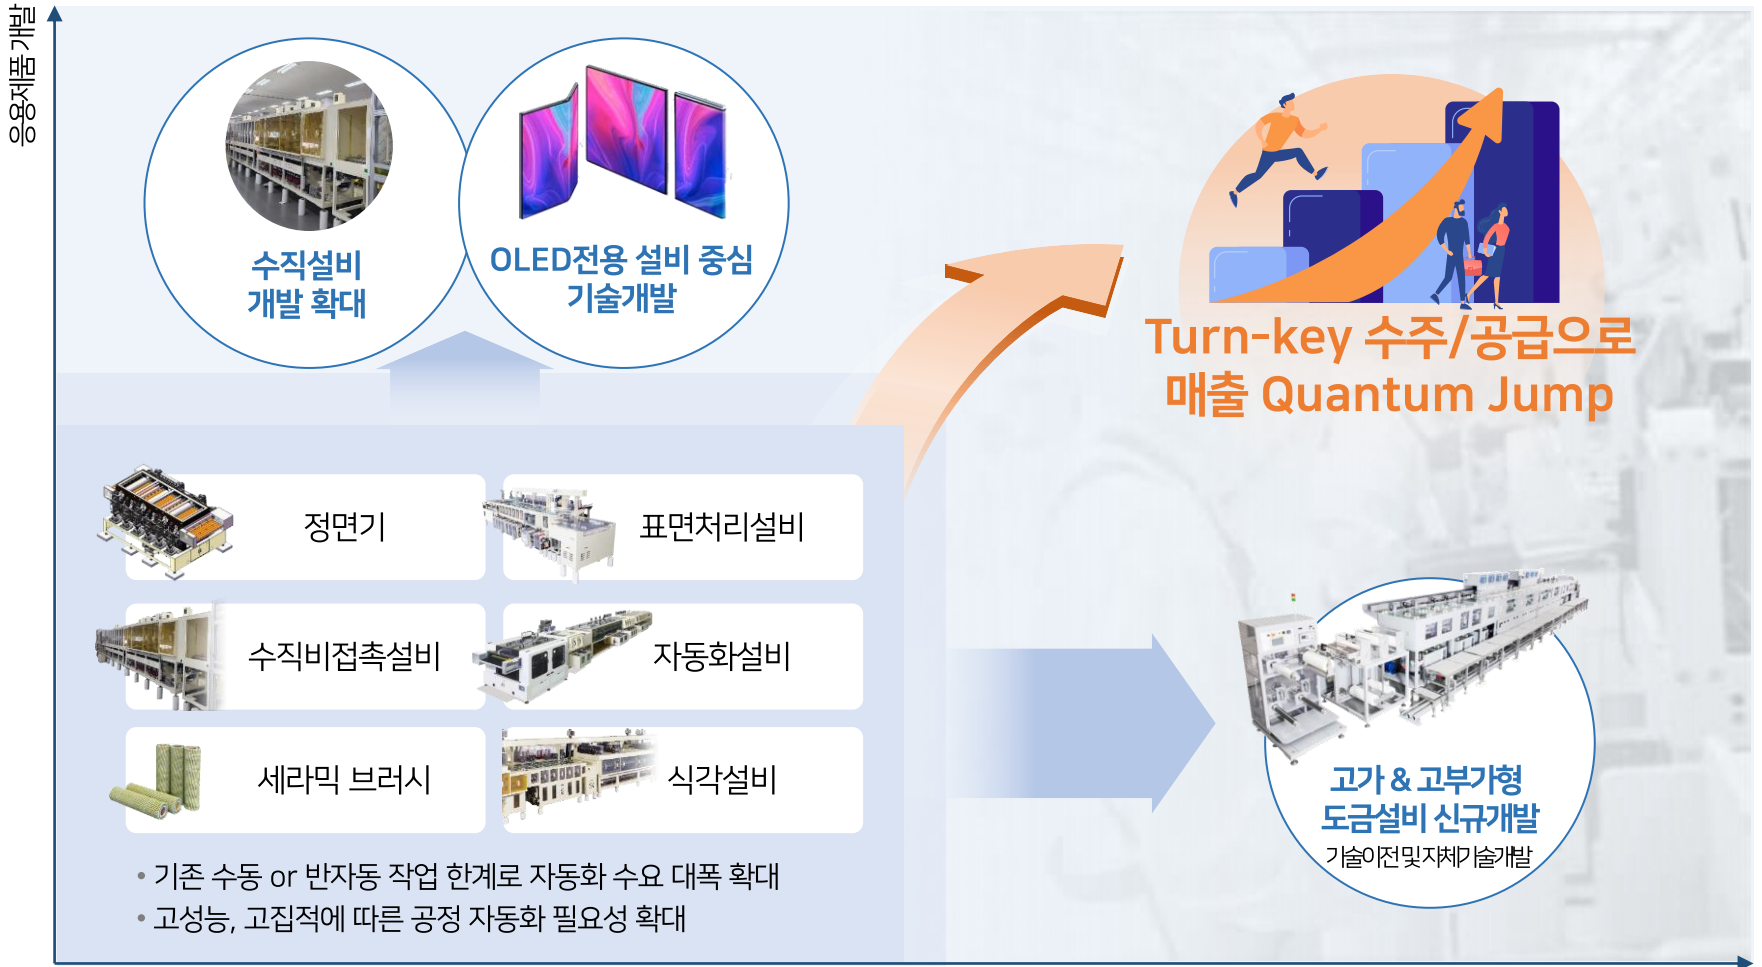 응용제품 개발
수직설비
개발 확대
OLED전용 설비 중심
기술개발
Turn-key 수주/공급으로
매출 Quantum Jump
정면기
표면처리설비
수직비접촉설비
자동화설비
세라믹 브러시
식각설비
• 기존 수동 or 반자동 작업 한계로 자동화 수요 대폭 확대
• 고성능, 고집적에 따른 공정 자동화 필요성 확대
고가 & 고부가형
도금설비 신규개발
기술이전 및 자체기술개발